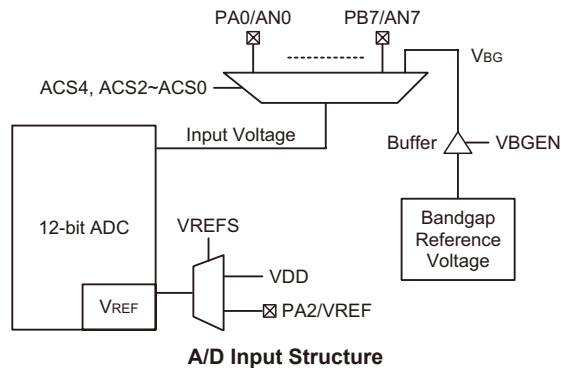 PA0/AN0 PB7/AN7
VBG
ACS4, ACS2~ACS0
Input Voltage
Buffer VBGEN
12-bit ADC
VREFS
Bandgap
Reference
Voltage
VDD
VREF
PA2/VREF
A/D Input Structure